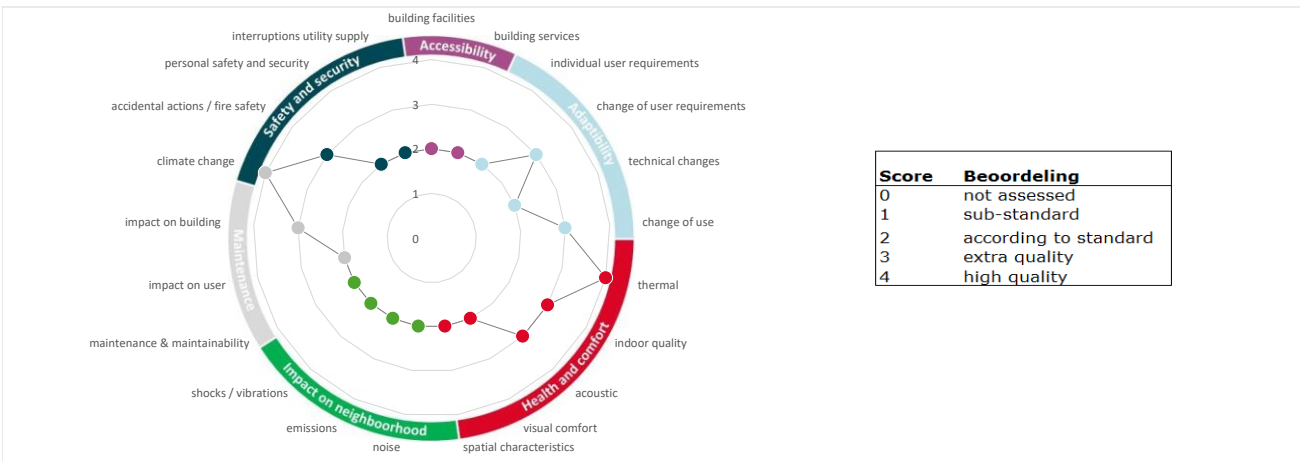 building facilities
building services
individual user requirements
change of user requirements
technical changes
change of use
thermal
indoor quality
acoustic
visual comfort
spatial characteristics
noise
emissions
shocks / vibrations
maintenance & maintainability
impact on user
impact on building
climate change
accidental actions / fire safety
personal safety and security
interruptions utility supply
Accessibility
Adaptibility
Health and comfort
Impact on neighboorhood
Maintenance
Safety and security
4
3
2
1
0
Score Beoordeling
0 not assessed
1 sub-standard
2 according to standard
3 extra quality
4 high quality